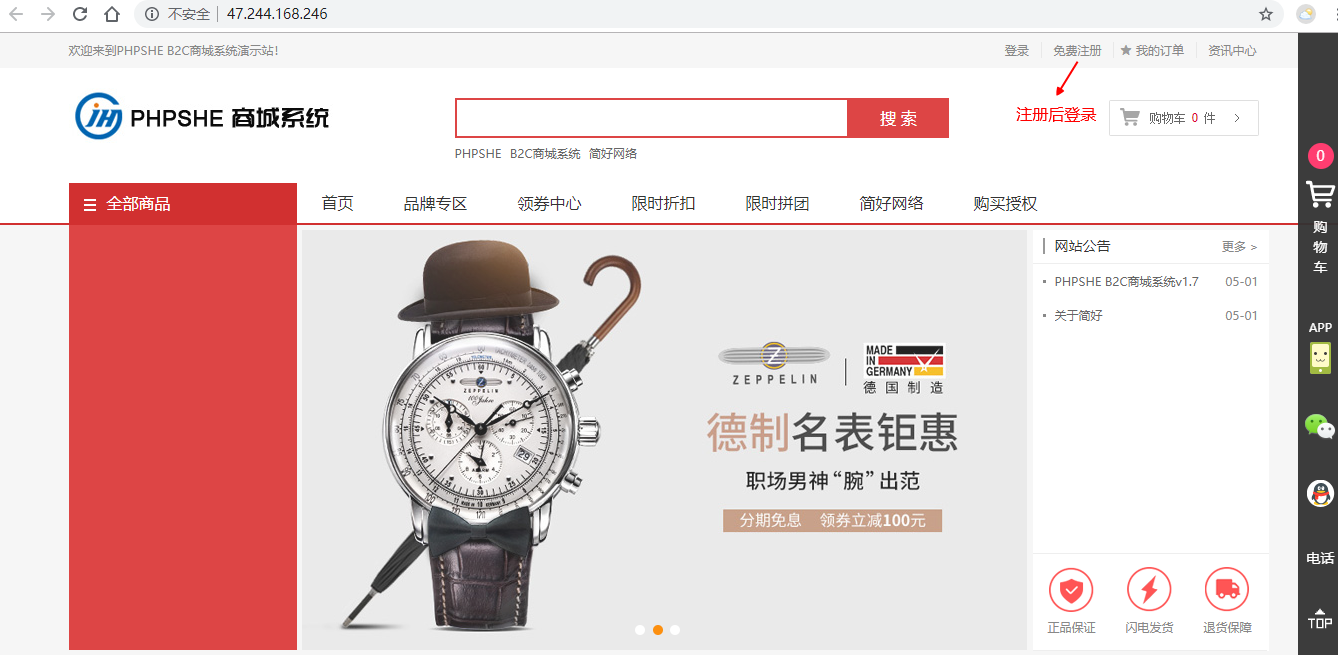 不安全 47.244.168.246
欢迎来到PHPSHE B2C商城系统演示站！
登录 免费注册 我的订单 资讯中心
PHPSHE 商城系统
搜 索
注册后登录
购物车 0 件 >
PHPSHE B2C商城系统 简好网络
全部商品
首页 品牌专区 领券中心 限时折扣 限时拼团 简好网络 购买授权
网站公告 更多 >
PHPSHE B2C商城系统v1.7 05-01
关于简好 05-01
ZEPPELIN
MADE
IN
GERMANY
德国制造
德制名表钜惠
职场男神“腕”出范
分期免息 领券立减100元
正品保证 闪电发货 退货保障
0
购
物
车
APP
电话
TOP